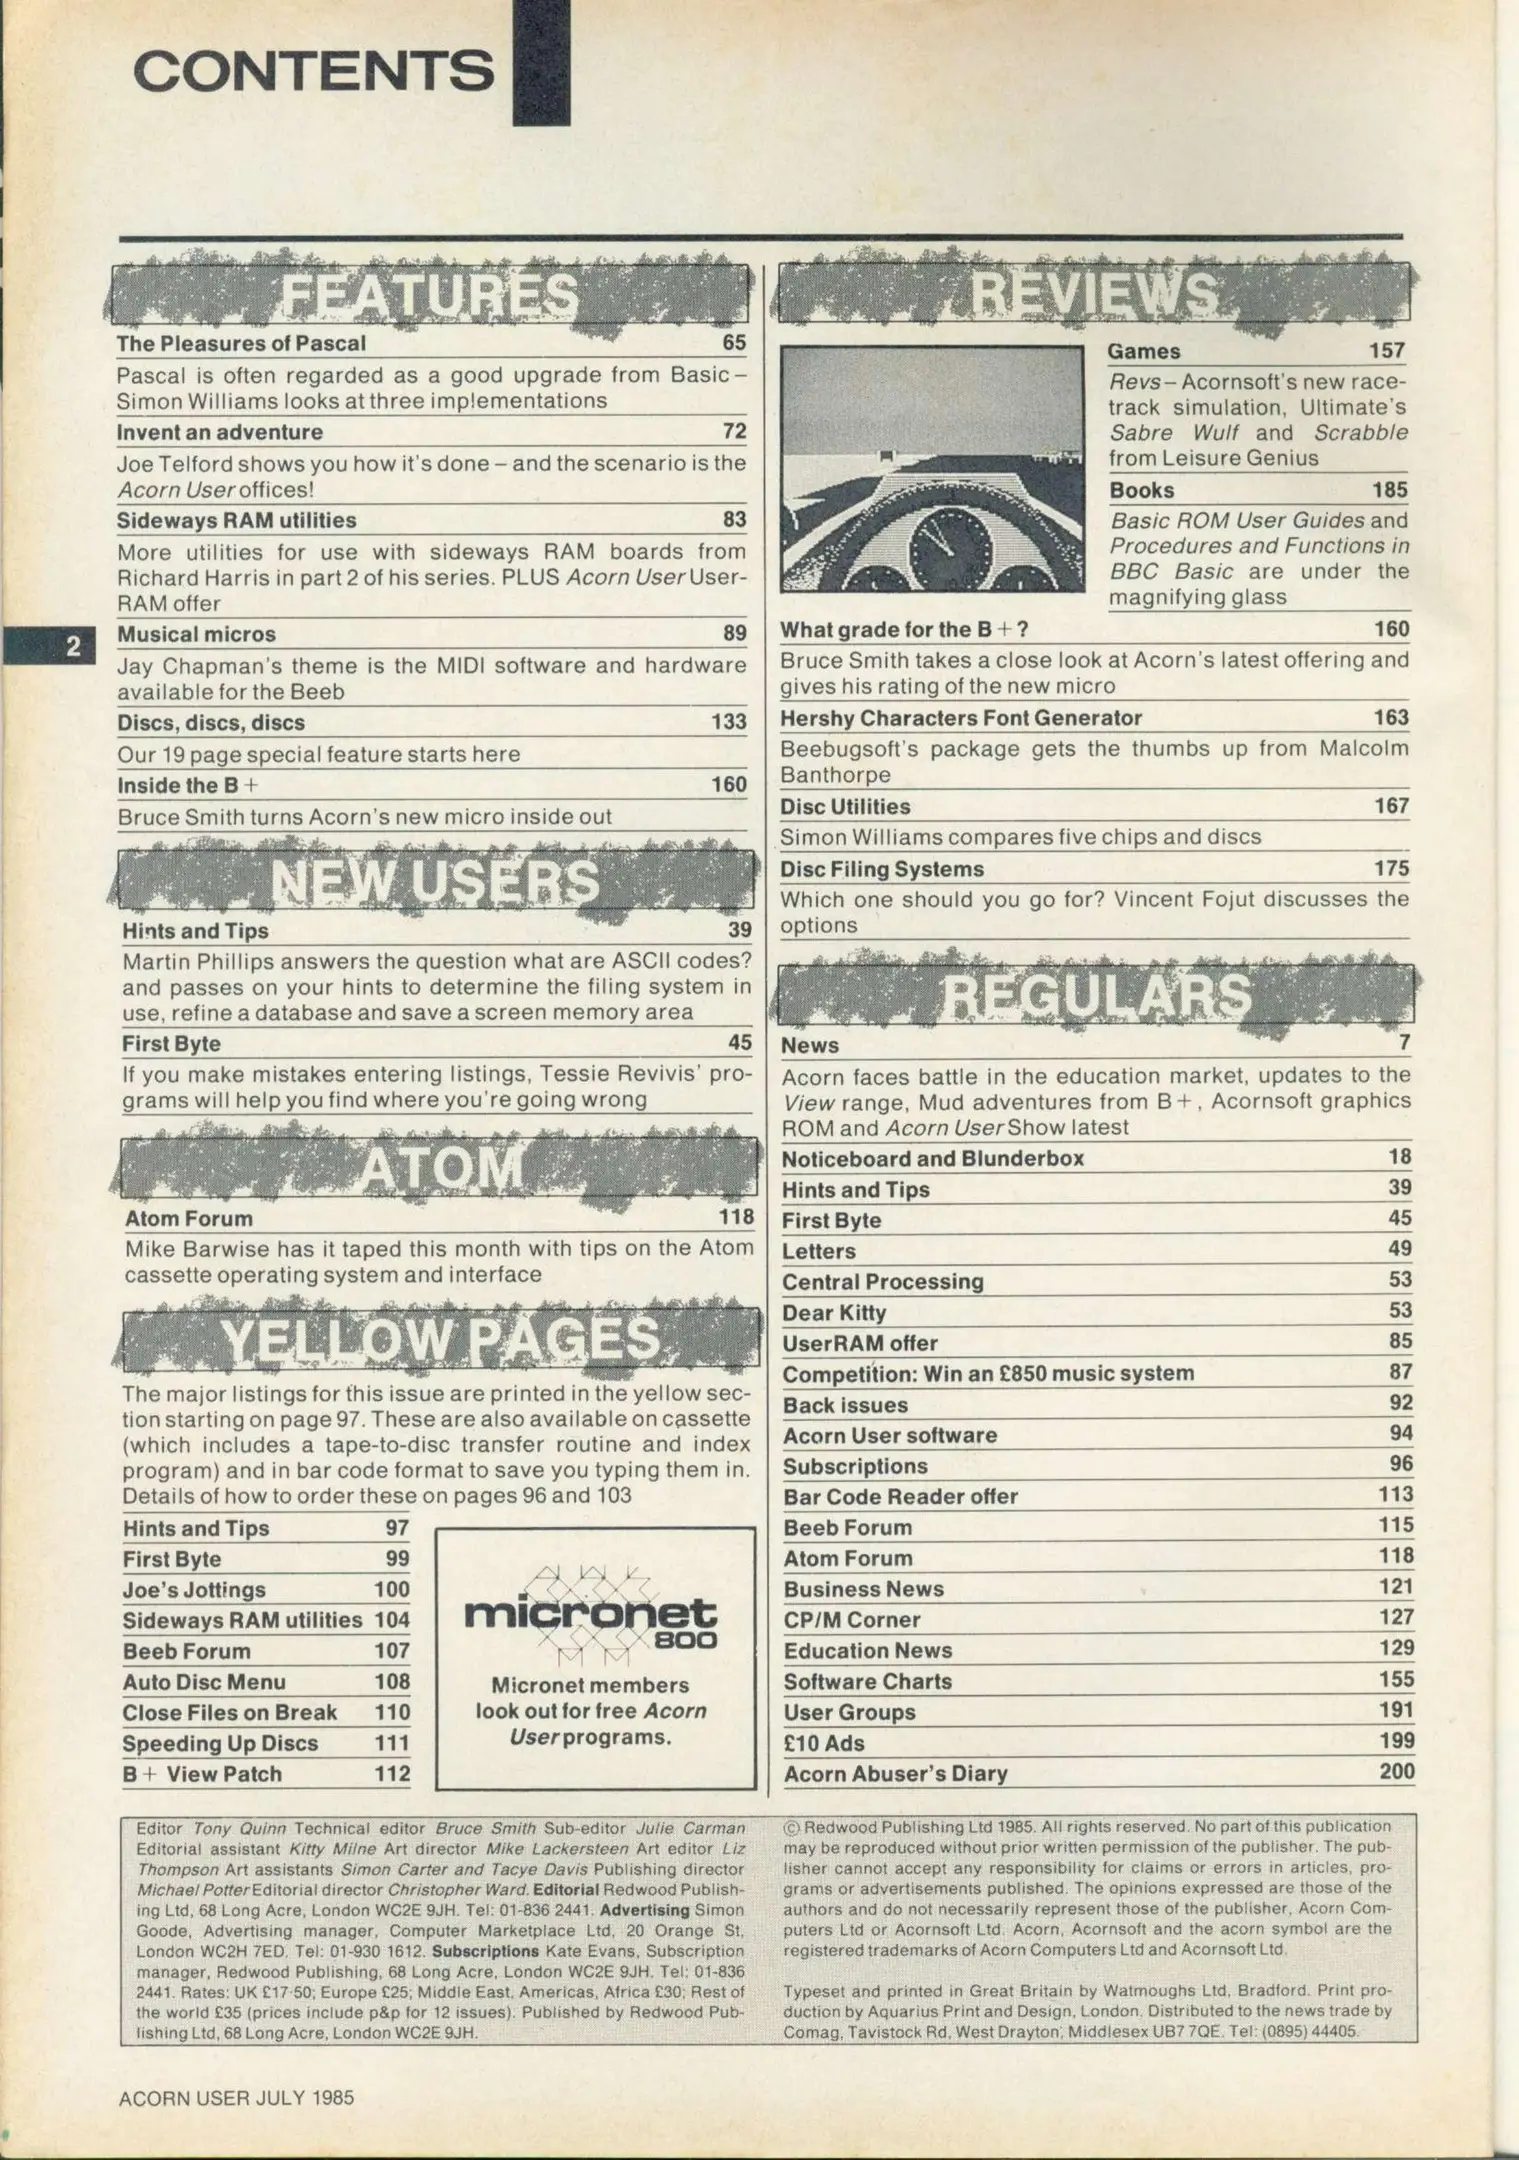 CONTENTS
FEATURES
The Pleasures of Pascal 65
Pascal is often regarded as a good upgrade from Basic –
Simon Williams looks at three implementations
Invent an adventure 72
Joe Telford shows you how it's done – and the scenario is the
Acorn User offices!
Sideways RAM utilities 83
More utilities for use with sideways RAM boards from
Richard Harris in part 2 of his series. PLUS Acorn User User-
RAM offer
Musical micros 89
Jay Chapman's theme is the MIDI software and hardware
available for the Beeb
Discs, discs, discs 133
Our 19 page special feature starts here
Inside the B + 160
Bruce Smith turns Acorn's new micro inside out
NEW USERS
Hints and Tips 39
Martin Phillips answers the question what are ASCII codes?
and passes on your hints to determine the filing system in
use, refine a database and save a screen memory area
First Byte 45
If you make mistakes entering listings, Tessie Revivis' pro-
grams will help you find where you're going wrong
ATOM
Atom Forum 118
Mike Barwise has it taped this month with tips on the Atom
cassette operating system and interface
YELLOW PAGES
The major listings for this issue are printed in the yellow sec-
tion starting on page 97. These are also available on cassette
(which includes a tape-to-disc transfer routine and index
program) and in bar code format to save you typing them in.
Details of how to order these on pages 96 and 103
Hints and Tips 97
First Byte 99
Joe's Jottings 100
Sideways RAM utilities 104
Beeb Forum 107
Auto Disc Menu 108
Close Files on Break 110
Speeding Up Discs 111
B + View Patch 112
micronet
800
Micronet members
look out for free Acorn
User programs.
REVIEWS
Games 157
Revs – Acornsoft's new race-
track simulation, Ultimate's
Sabre Wulf and Scrabble
from Leisure Genius
Books 185
Basic ROM User Guides and
Procedures and Functions in
BBC Basic are under the
magnifying glass
What grade for the B + ? 160
Bruce Smith takes a close look at Acorn's latest offering and
gives his rating of the new micro
Hershy Characters Font Generator 163
Beebugsoft's package gets the thumbs up from Malcolm
Banthorpe
Disc Utilities 167
Simon Williams compares five chips and discs
Disc Filing Systems 175
Which one should you go for? Vincent Fojut discusses the
options
REGULARS
News 7
Acorn faces battle in the education market, updates to the
View range, Mud adventures from B + , Acornsoft graphics
ROM and Acorn User Show latest
Noticeboard and Blunderbox 18
Hints and Tips 39
First Byte 45
Letters 49
Central Processing 53
Dear Kitty 53
UserRAM offer 85
Competition: Win an £850 music system 87
Back issues 92
Acorn User software 94
Subscriptions 96
Bar Code Reader offer 113
Beeb Forum 115
Atom Forum 118
Business News 121
CP/M Corner 127
Education News 129
Software Charts 155
User Groups 191
£10 Ads 199
Acorn Abuser's Diary 200
2
Editor Tony Quinn Technical editor Bruce Smith Sub-editor Julie Carman
Editorial assistant Kitty Milne Art director Mike Lackersteen Art editor Liz
Thompson Art assistants Simon Carter and Tacye Davis Publishing director
Michael Potter Editorial director Christopher Ward. Editorial Redwood Publish-
ing Ltd, 68 Long Acre, London WC2E 9JH. Tel: 01-836 2441. Advertising Simon
Goode, Advertising manager, Computer Marketplace Ltd, 20 Orange St,
London WC2H 7ED. Tel: 01-930 1612. Subscriptions Kate Evans, Subscription
manager, Redwood Publishing, 68 Long Acre, London WC2E 9JH. Tel: 01-836
2441. Rates: UK £17·50; Europe £25; Middle East, Americas, Africa £30; Rest of
the world £35 (prices include p&p for 12 issues). Published by Redwood Pub-
lishing Ltd, 68 Long Acre, London WC2E 9JH.
© Redwood Publishing Ltd 1985. All rights reserved. No part of this publication
may be reproduced without prior written permission of the publisher. The pub-
lisher cannot accept any responsibility for claims or errors in articles, pro-
grams or advertisements published. The opinions expressed are those of the
authors and do not necessarily represent those of the publisher, Acorn Com-
puters Ltd or Acornsoft Ltd. Acorn, Acornsoft and the acorn symbol are the
registered trademarks of Acorn Computers Ltd and Acornsoft Ltd.
Typeset and printed in Great Britain by Watmoughs Ltd, Bradford. Print pro-
duction by Aquarius Print and Design, London. Distributed to the news trade by
Comag, Tavistock Rd, West Drayton, Middlesex UB7 7QE. Tel: (0895) 44405.
ACORN USER JULY 1985